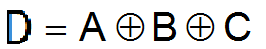 D = A ⊕ B ⊕ C